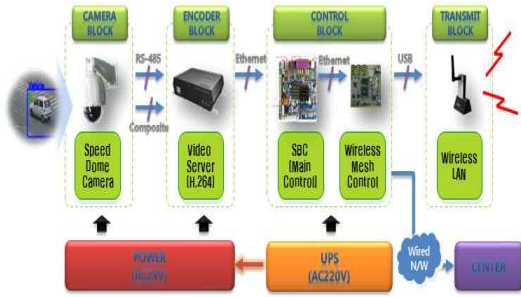 CAMERA
BLOCK
ENCODER
BLOCK
CONTROL
BLOCK
TRANSMIT
BLOCK
RS-485
Composite
Ethernet
Ethernet
USB
Vehicle
Speed
Dome
Camera
Video
Server
[H.264]
SBC
[Main
Control]
Wireless
Mesh
Control
Wireless
LAN
POWER
UPS
(AC220V)
Wired
N/W
CENTER